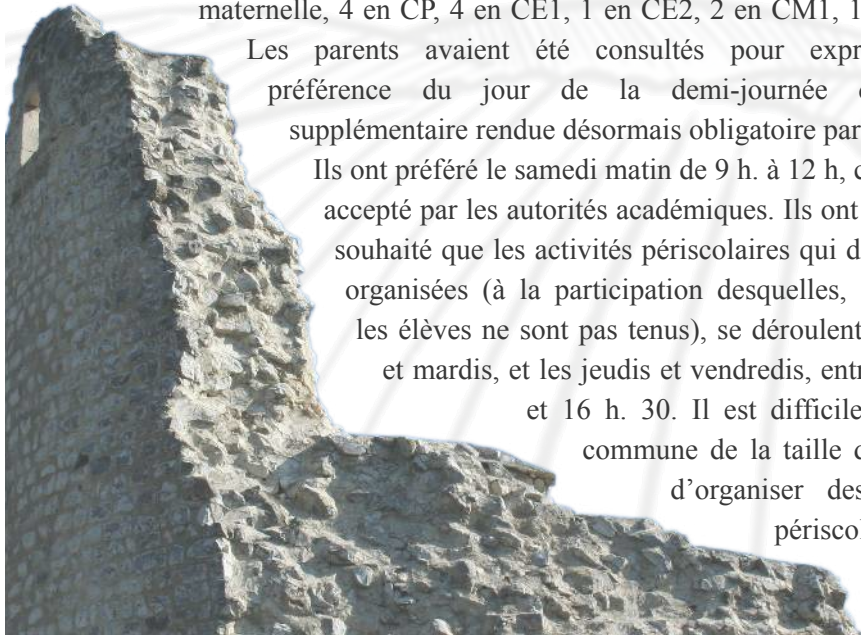 maternelle, 4 en CP, 4 en CE1, 1 en CE2, 2 en CM1, 1
Les parents avaient été consultés pour expr
préférence du jour de la demi-journée
supplémentaire rendue désormais obligatoire par
Ils ont préféré le samedi matin de 9 h. à 12 h, c
accepté par les autorités académiques. Ils ont
souhaité que les activités périscolaires qui d
organisées (à la participation desquelles,
les élèves ne sont pas tenus), se déroulent
et mardis, et les jeudis et vendredis, entr
et 16 h. 30. Il est difficile
commune de la taille d
d’organiser des
périscol